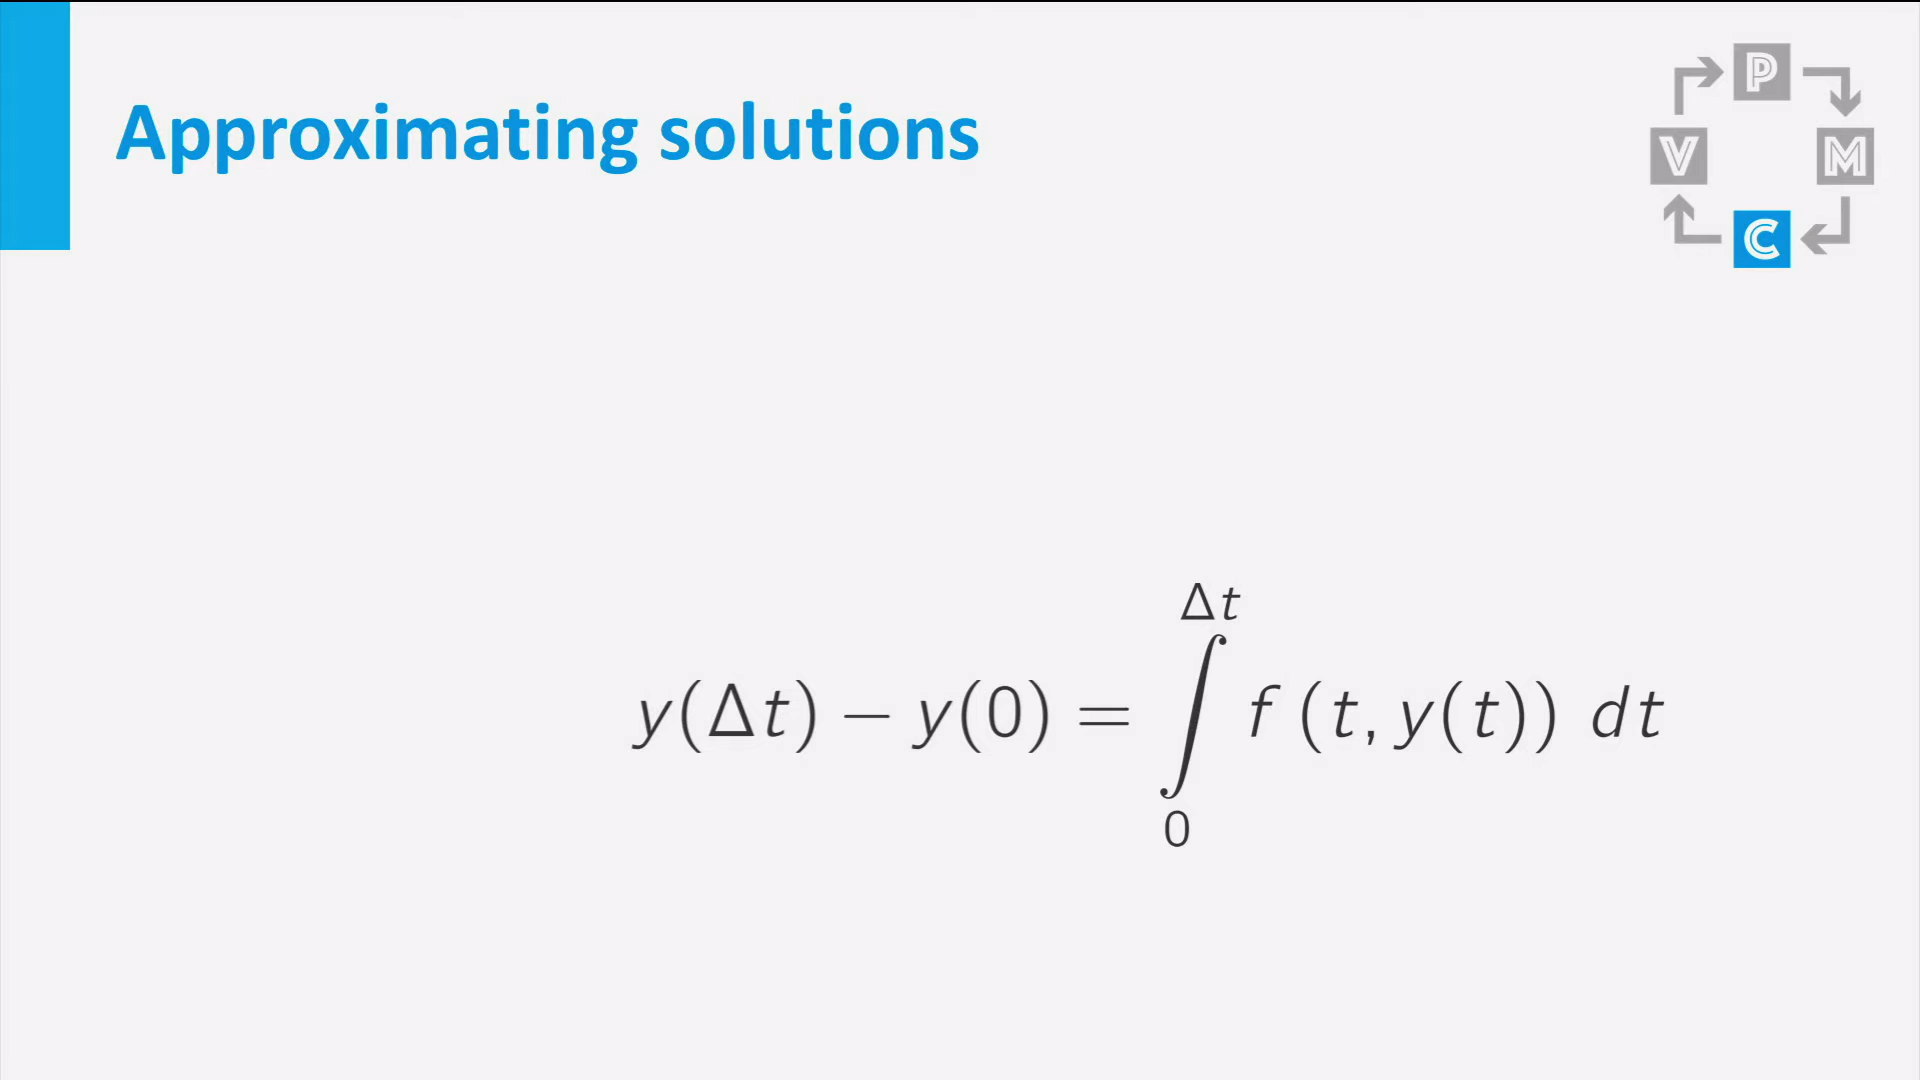 Approximating solutions
P
V M
C
y(Δt) − y(0) = ∫₀^Δt f (t, y(t)) dt